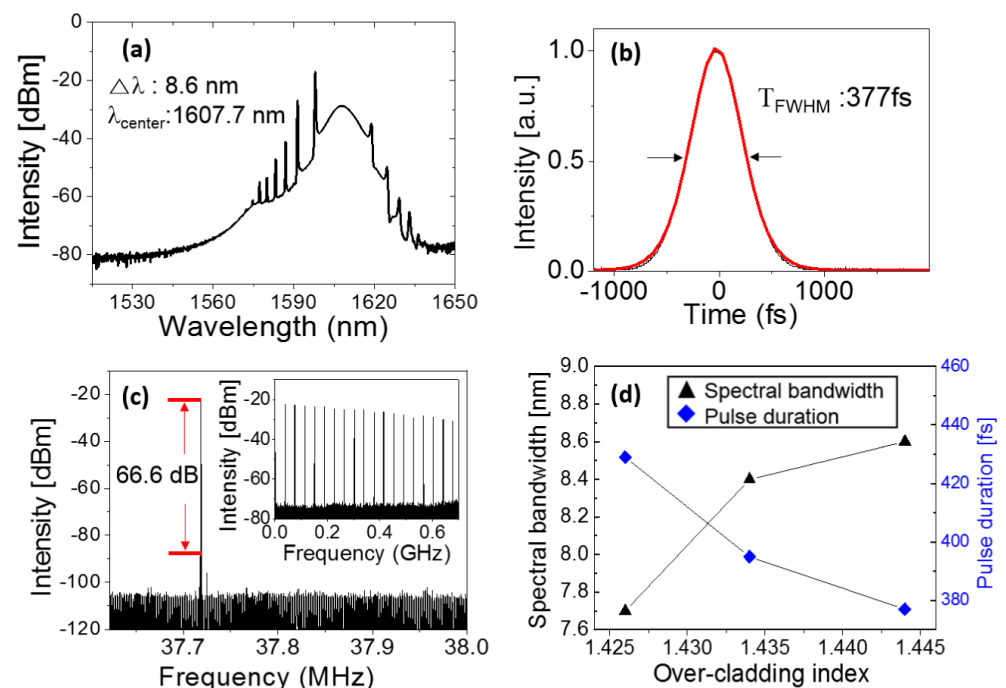 (a)
△λ : 8.6 nm
λcenter:1607.7 nm
Intensity [dBm]
0
-20
-40
-60
-80
1530
1560
1590
1620
1650
Wavelength (nm)
(b)
TFWHM :377fs
Intensity [a.u.]
1.0
0.5
0.0
-1000
0
1000
Time (fs)
(c)
66.6 dB
Intensity [dBm]
-20
-40
-60
-80
-100
-120
37.7
37.8
37.9
38.0
Frequency (MHz)
Intensity [dBm]
-20
-40
-60
-80
0.0
0.2
0.4
0.6
Frequency (GHz)
(d)
Spectral bandwidth
Pulse duration
Spectral bandwidth [nm]
9.0
8.8
8.6
8.4
8.2
8.0
7.8
7.6
1.425
1.430
1.435
1.440
1.445
Over-cladding index
460
440
420
400
380
Pulse duration [fs]